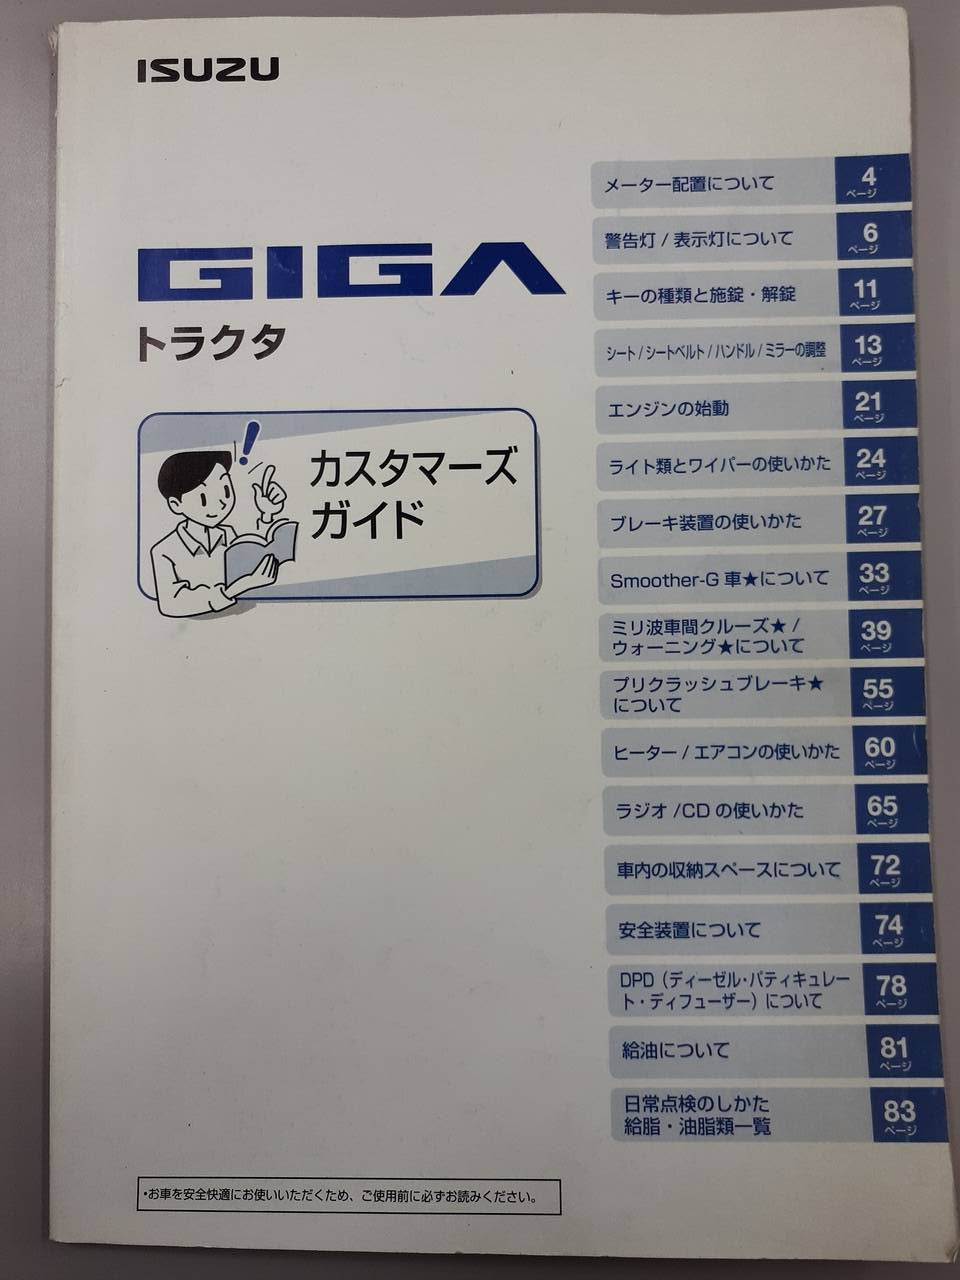 ISUZU
GIGA
トラクタ
!
カスタマーズ
ガイド
メーター配置について
4
ページ
警告灯 / 表示灯について
6
ページ
キーの種類と施錠・解錠
11
ページ
シート / シートベルト / ハンドル / ミラーの調整
13
ページ
エンジンの始動
21
ページ
ライト類とワイパーの使いかた
24
ページ
ブレーキ装置の使いかた
27
ページ
Smoother-G 車★について
33
ページ
ミリ波車間クルーズ★ /
ウォーニング★について
39
ページ
プリクラッシュブレーキ★
について
55
ページ
ヒーター / エアコンの使いかた
60
ページ
ラジオ /CD の使いかた
65
ページ
車内の収納スペースについて
72
ページ
安全装置について
74
ページ
DPD（ディーゼル・パティキュレー
ト・ディフューザー）について
78
ページ
給油について
81
ページ
日常点検のしかた
給脂・油脂類一覧
83
ページ
・お車を安全快適にお使いいただくため、ご使用前に必ずお読みください。